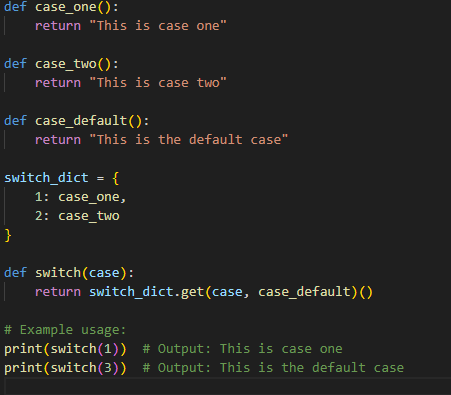 def case_one():
    return "This is case one"

def case_two():
    return "This is case two"

def case_default():
    return "This is the default case"

switch_dict = {
    1: case_one,
    2: case_two
}

def switch(case):
    return switch_dict.get(case, case_default)()

# Example usage:
print(switch(1))  # Output: This is case one
print(switch(3))  # Output: This is the default case